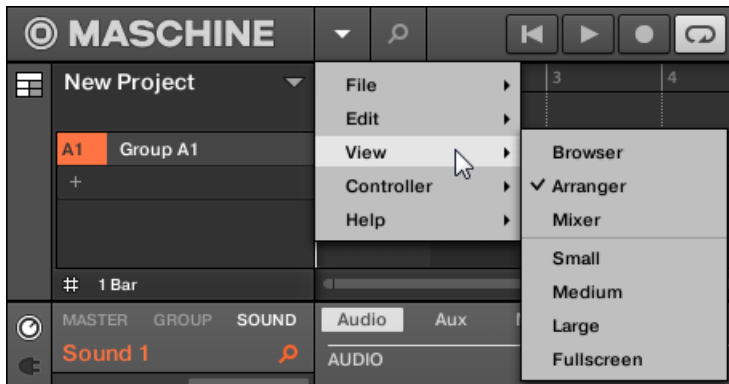 MASCHINE
New Project
3
4
File
Edit
A1 Group A1
View
Browser
+
Controller
Arranger
Help
Mixer
Small
# 1 Bar
Medium
MASTER GROUP SOUND
Audio Aux
Large
Sound 1
AUDIO
Fullscreen